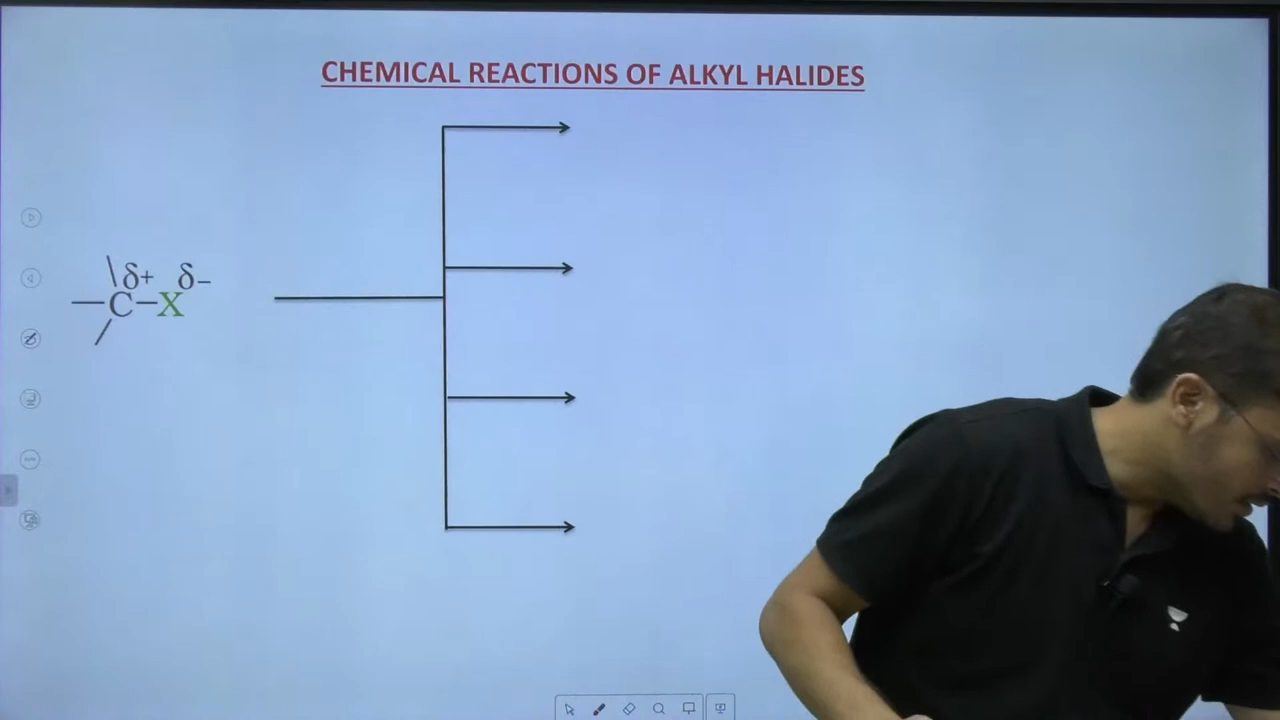 CHEMICAL REACTIONS OF ALKYL HALIDES
δ+ δ–
C–X